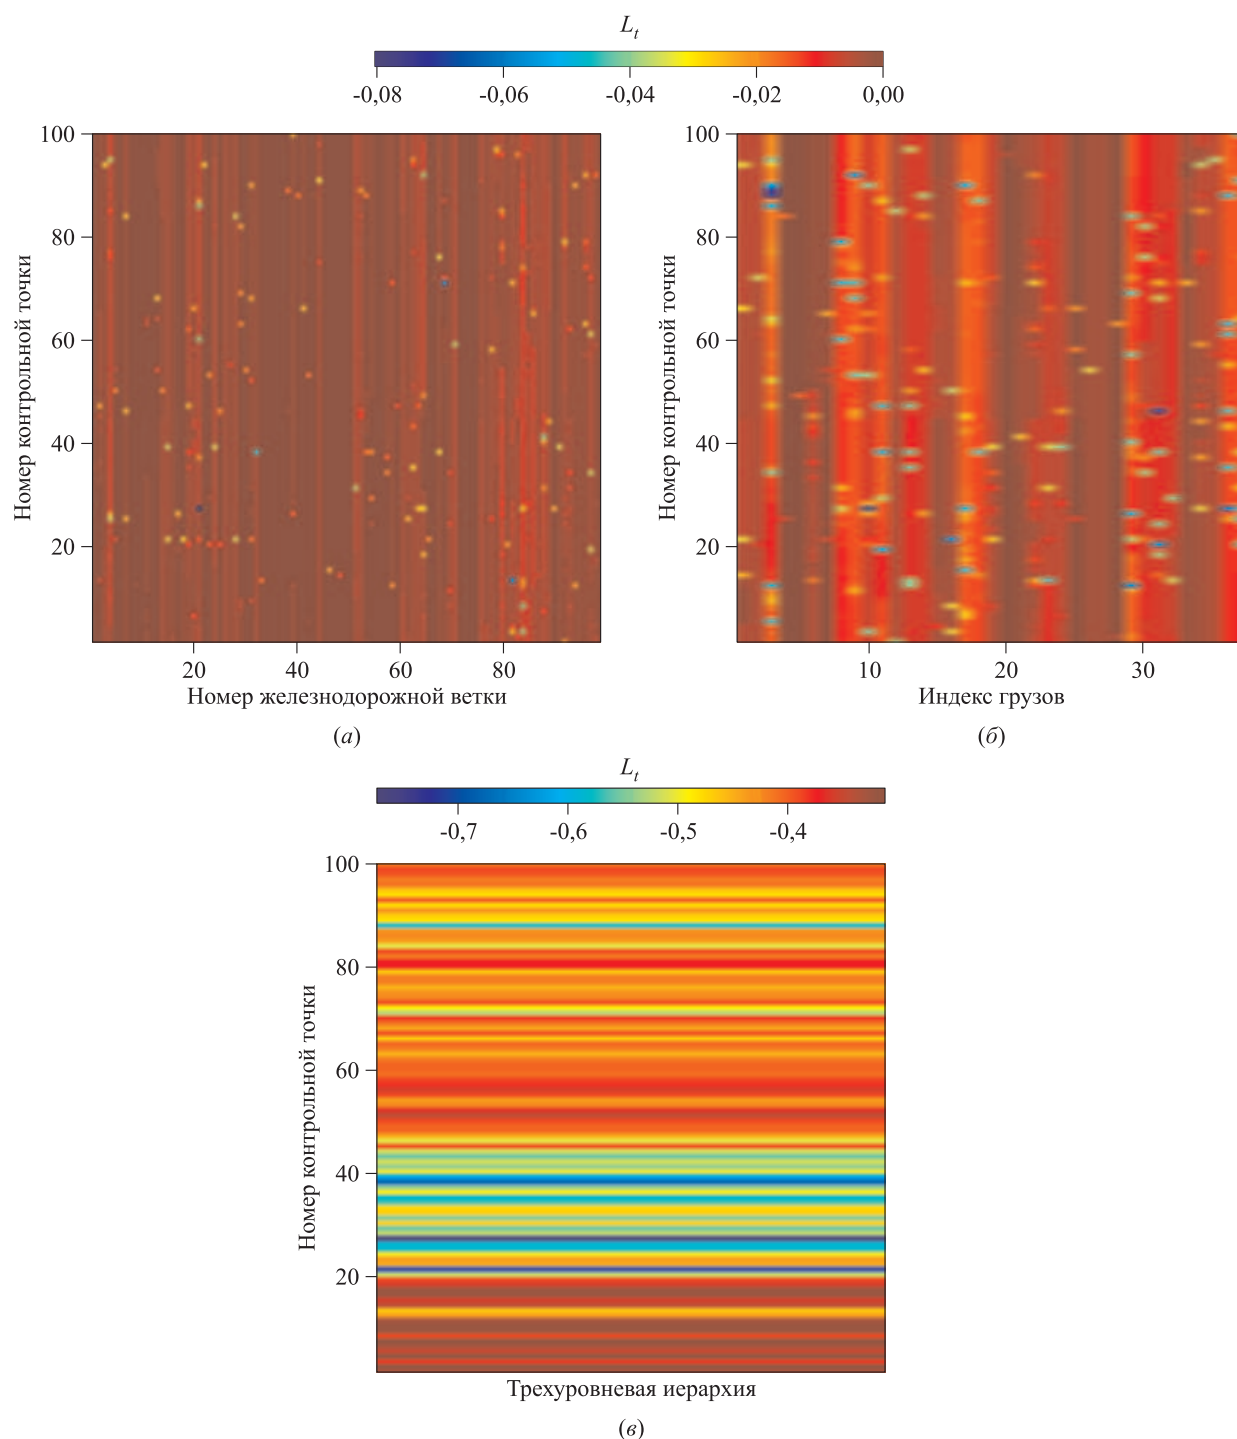 L_t
-0,08 -0,06 -0,04 -0,02 0,00
100
80
60
40
20
Номер контрольной точки
20 40 60 80
Номер железнодорожной ветки
(а)
100
80
60
40
20
Номер контрольной точки
10 20 30
Индекс грузов
(б)
L_t
-0,7 -0,6 -0,5 -0,4
100
80
60
40
20
Номер контрольной точки
Трехуровневая иерархия
(в)